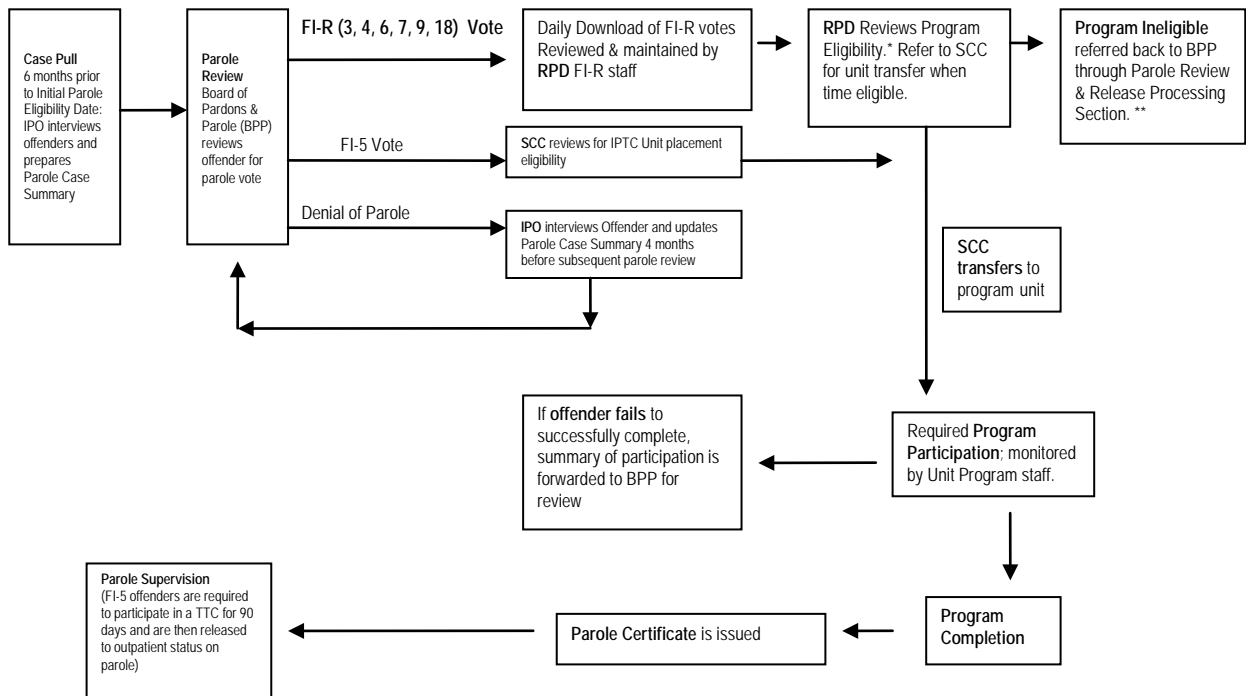 FI-R (3, 4, 6, 7, 9, 18) Vote
Case Pull
6 months prior
to Initial Parole
Eligibility Date:
IPO interviews
offenders and
prepares
Parole Case
Summary
Parole
Review
Board of
Pardons &
Parole (BPP)
reviews
offender for
parole vote
Daily Download of FI-R votes
Reviewed & maintained by
RPD FI-R staff
RPD Reviews Program
Eligibility.* Refer to SCC
for unit transfer when
time eligible.
Program Ineligible
referred back to BPP
through Parole Review
& Release Processing
Section. **
FI-5 Vote
SCC reviews for IPTC Unit placement
eligibility
Denial of Parole
IPO interviews Offender and updates
Parole Case Summary 4 months
before subsequent parole review
SCC
transfers to
program unit
If offender fails to
successfully complete,
summary of participation is
forwarded to BPP for
review
Required Program
Participation; monitored
by Unit Program staff.
Parole Supervision
(FI-5 offenders are required
to participate in a TTC for 90
days and are then released
to outpatient status on
parole)
Parole Certificate is issued
Program
Completion